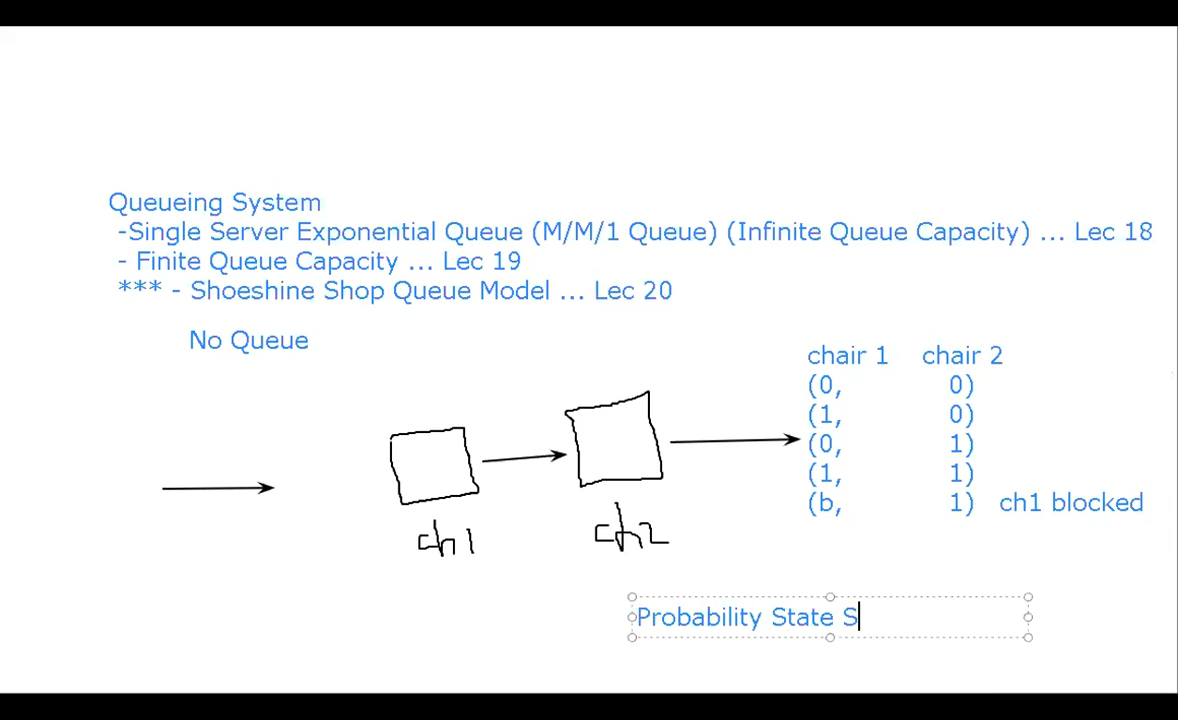 Queueing System
-Single Server Exponential Queue (M/M/1 Queue) (Infinite Queue Capacity) ... Lec 18
- Finite Queue Capacity ... Lec 19
*** - Shoeshine Shop Queue Model ... Lec 20
No Queue
chair 1 chair 2
(0, 0)
(1, 0)
(0, 1)
(1, 1)
(b, 1) ch1 blocked
ch1
ch2
Probability State S